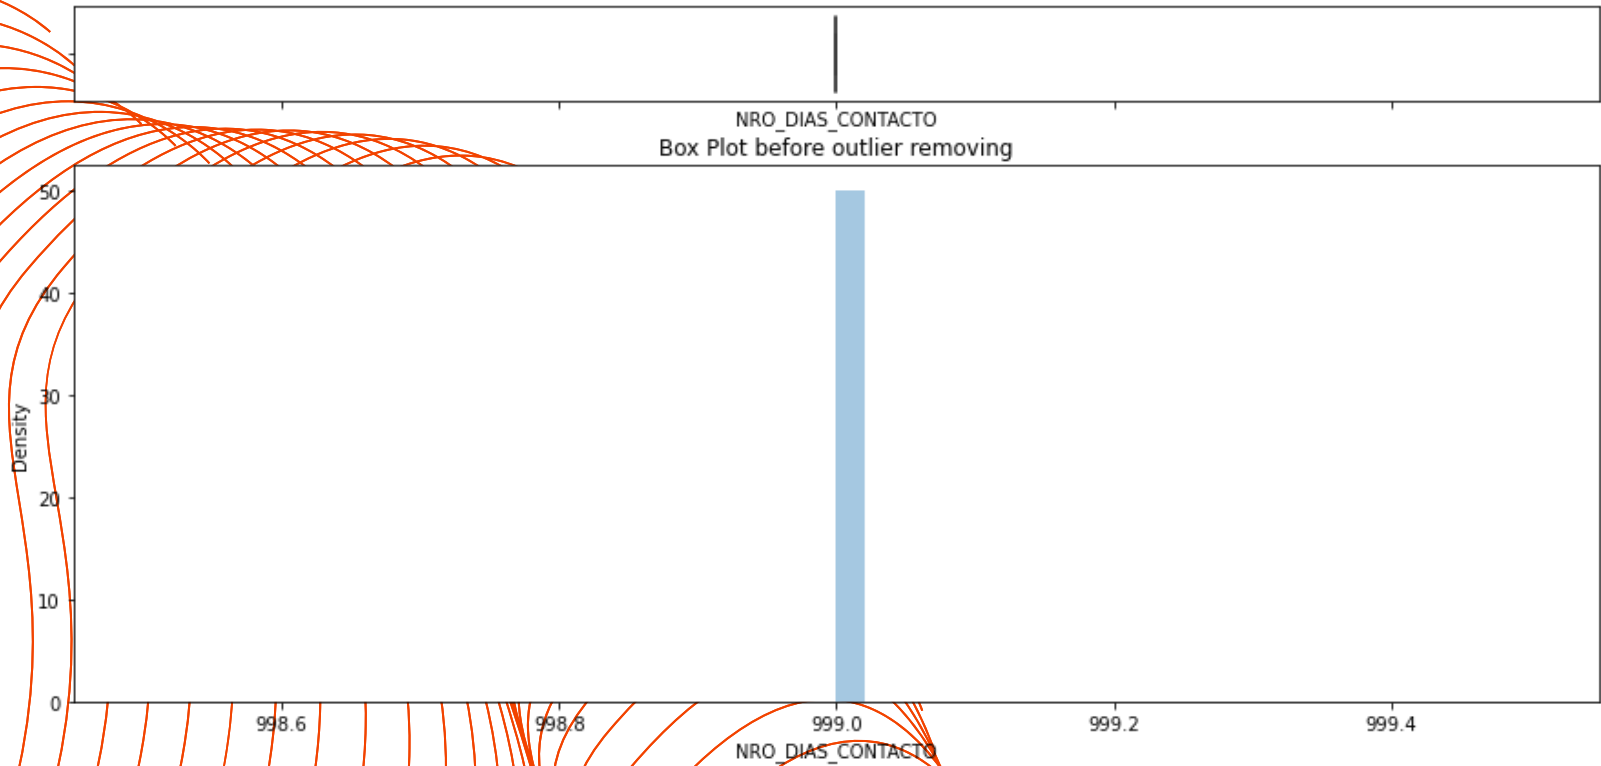 NRO_DIAS_CONTACTO
Box Plot before outlier removing
50
40
30
20
10
0
Density
998.6 998.8 999.0 999.2 999.4
NRO_DIAS_CONTACTO